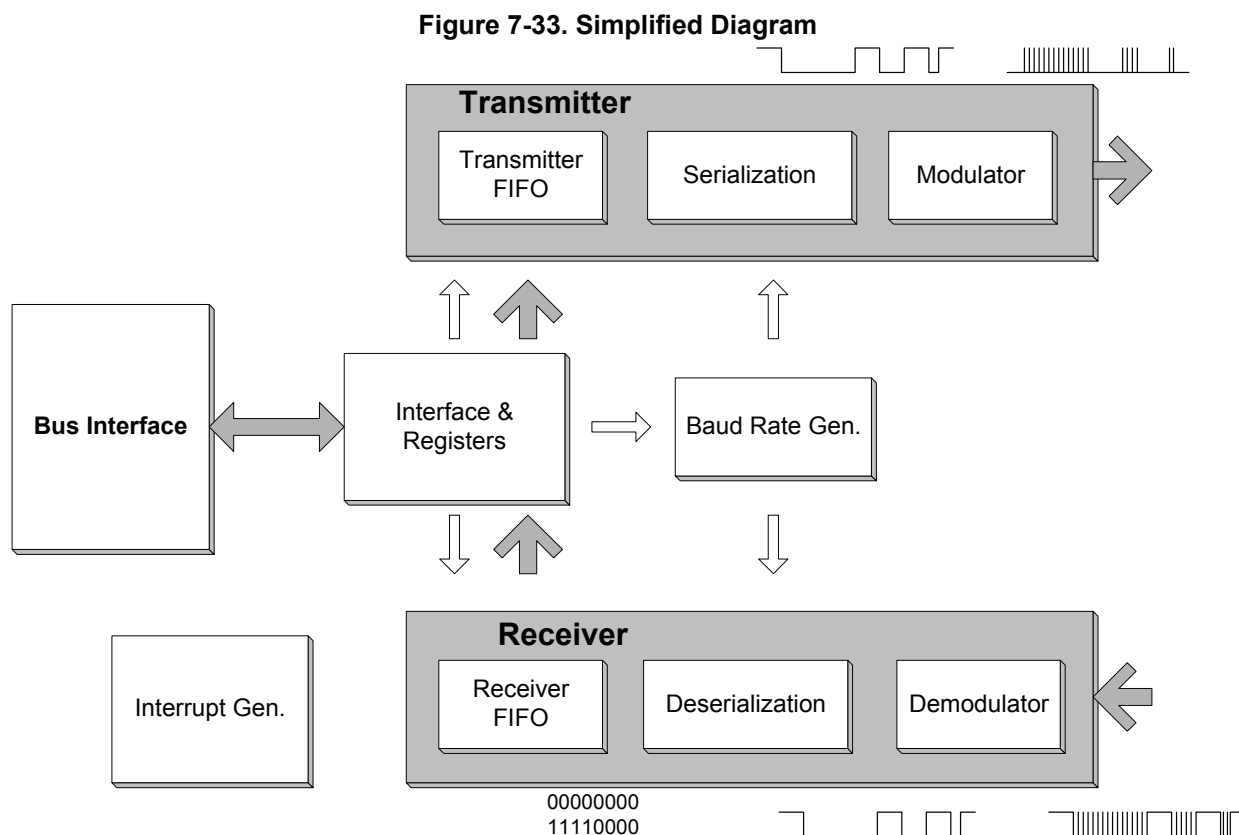 Figure 7-33. Simplified Diagram
Transmitter
Transmitter
FIFO
Serialization
Modulator
Bus Interface
Interface &
Registers
Baud Rate Gen.
Receiver
Interrupt Gen.
Receiver
FIFO
Deserialization
Demodulator
00000000
11110000